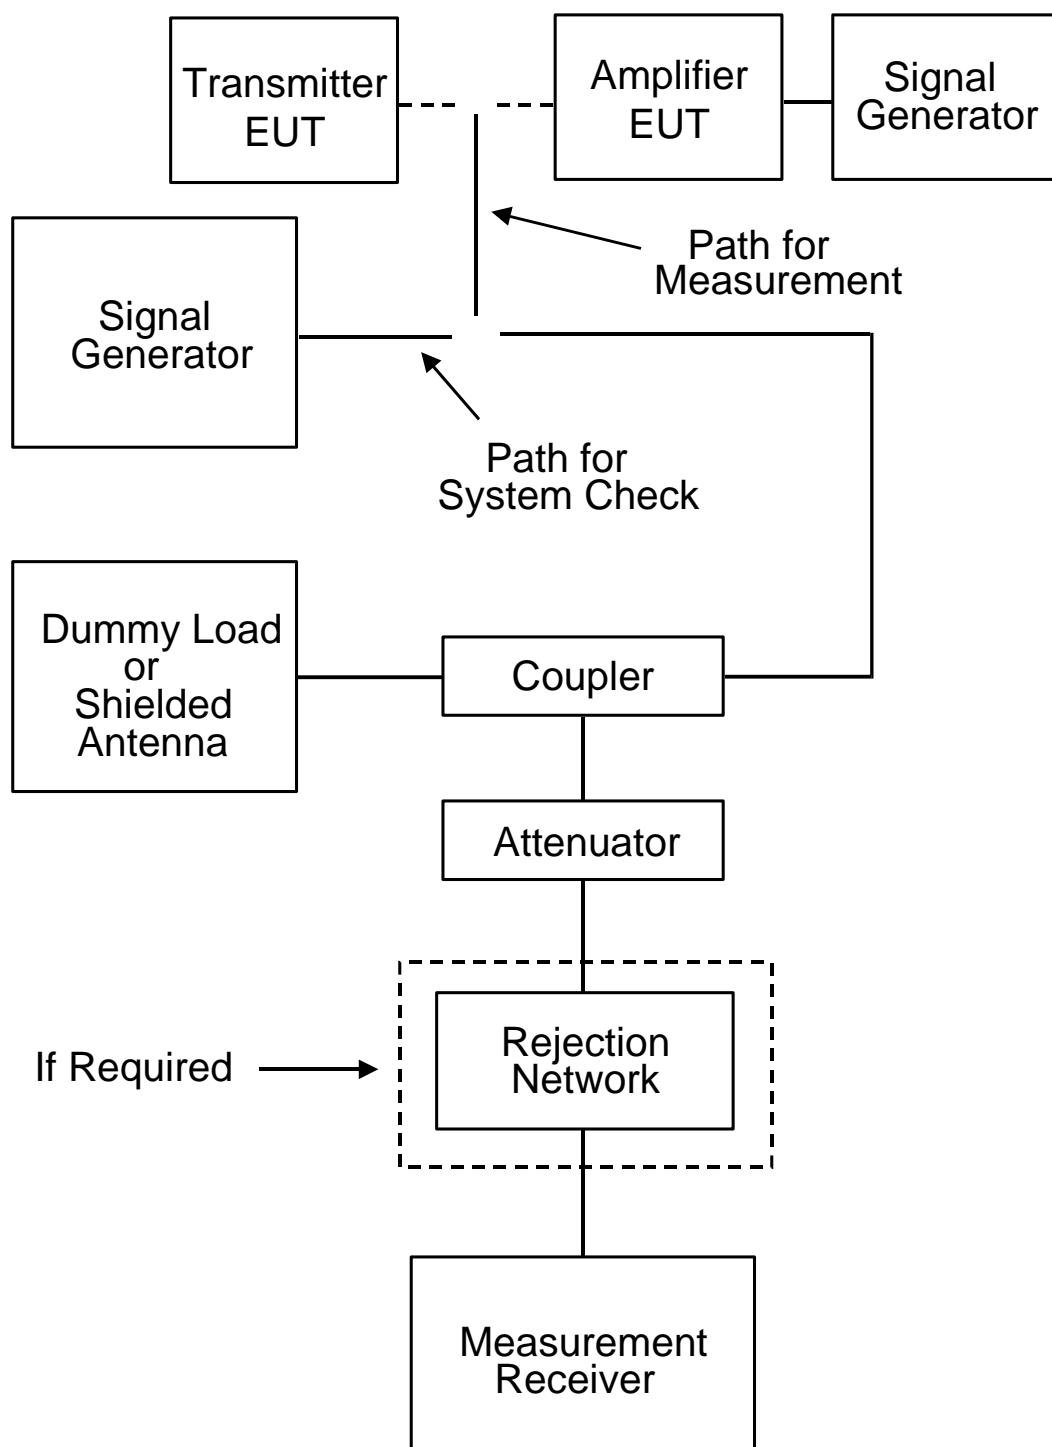 Transmitter
EUT
Amplifier
EUT
Signal
Generator
Path for
Measurement
Signal
Generator
Path for
System Check
Dummy Load
or
Shielded
Antenna
Coupler
Attenuator
Rejection
Network
If Required
Measurement
Receiver